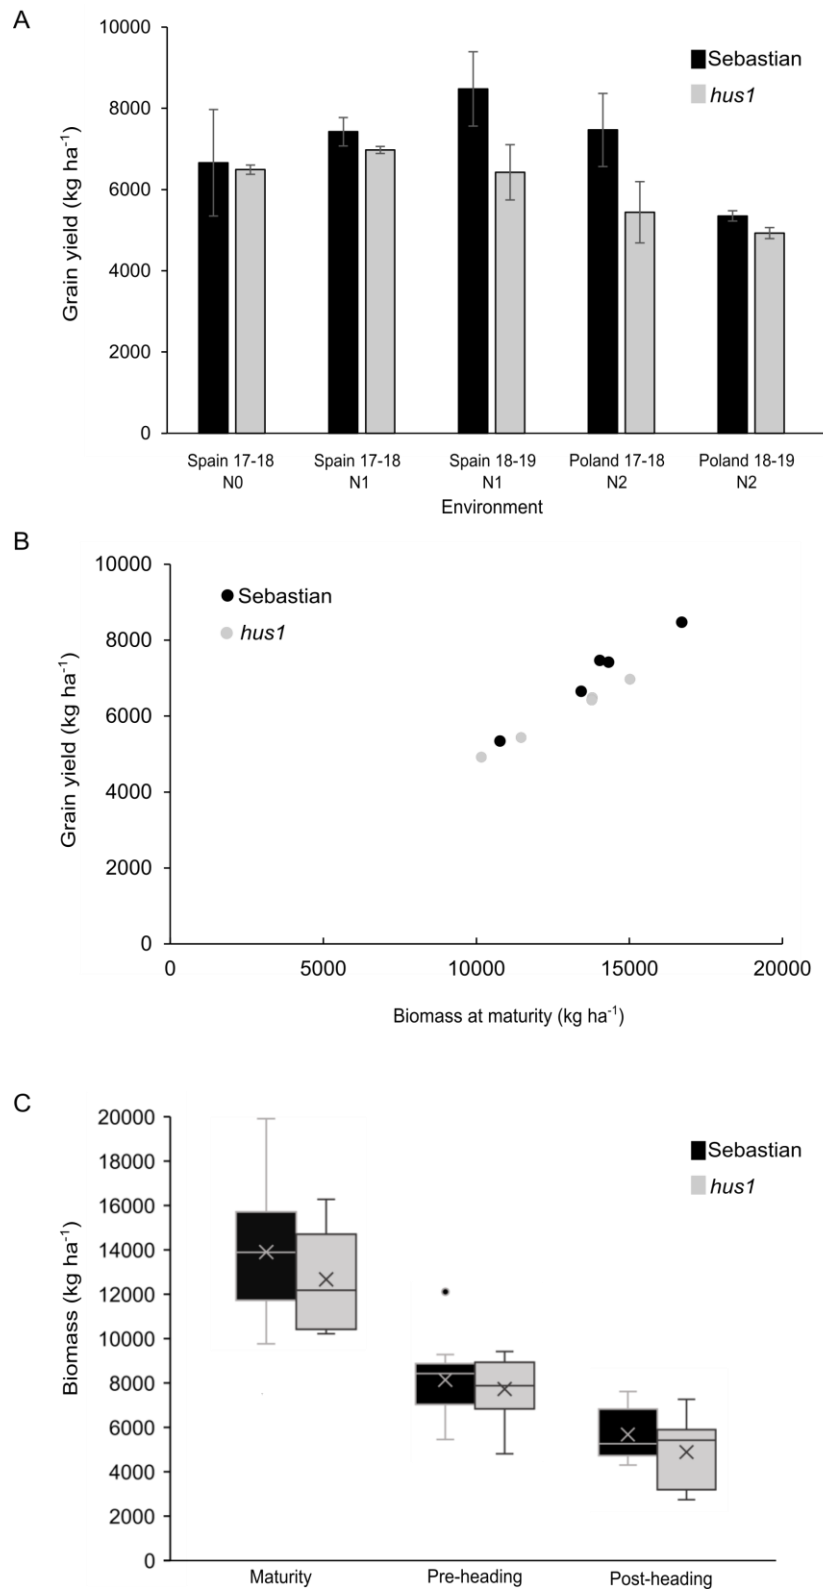 A
Grain yield (kg ha⁻¹)
10000
8000
6000
4000
2000
0
Sebastian
hus1
Spain 17-18 Spain 17-18 Spain 18-19 Poland 17-18 Poland 18-19
N0 N1 N1 N2 N2
Environment
B
Grain yield (kg ha⁻¹)
10000
8000
6000
4000
2000
0
Sebastian
hus1
0 5000 10000 15000 20000
Biomass at maturity (kg ha⁻¹)
C
Biomass (kg ha⁻¹)
20000
18000
16000
14000
12000
10000
8000
6000
4000
2000
0
Sebastian
hus1
Maturity Pre-heading Post-heading